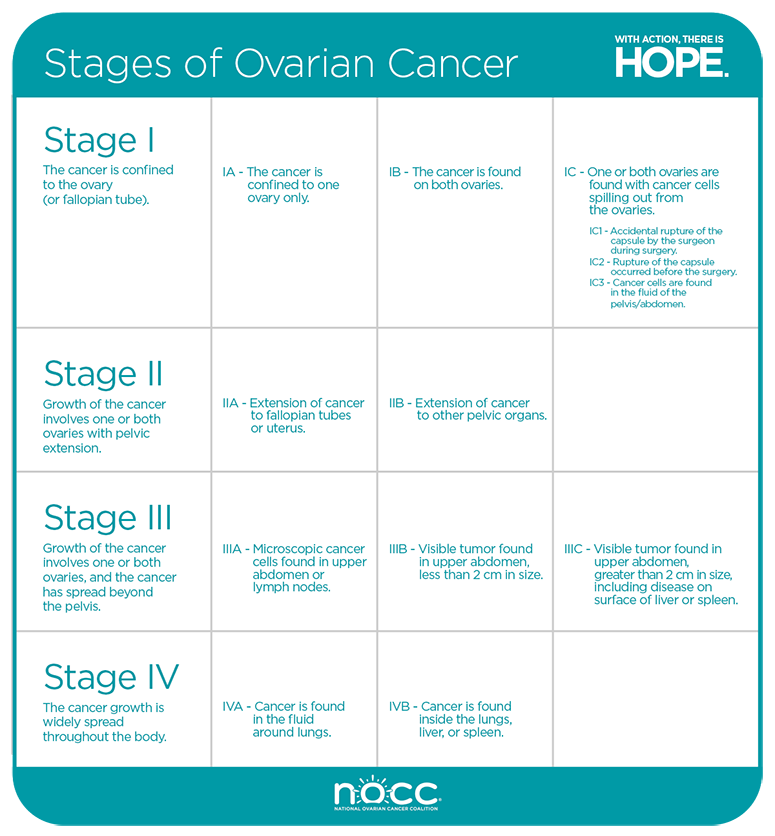 Stages of Ovarian Cancer
WITH ACTION, THERE IS
HOPE.
Stage I
The cancer is confined
to the ovary
(or fallopian tube).
IA - The cancer is
confined to one
ovary only.
IB - The cancer is found
on both ovaries.
IC - One or both ovaries are
found with cancer cells
spilling out from
the ovaries.
IC1 - Accidental rupture of the
capsule by the surgeon
during surgery.
IC2 - Rupture of the capsule
occurred before the surgery.
IC3 - Cancer cells are found
in the fluid of the
pelvis/abdomen.
Stage II
Growth of the cancer
involves one or both
ovaries with pelvic
extension.
IIA - Extension of cancer
to fallopian tubes
or uterus.
IIB - Extension of cancer
to other pelvic organs.
Stage III
Growth of the cancer
involves one or both
ovaries, and the cancer
has spread beyond
the pelvis.
IIIA - Microscopic cancer
cells found in upper
abdomen or
lymph nodes.
IIIB - Visible tumor found
in upper abdomen,
less than 2 cm in size.
IIIC - Visible tumor found in
upper abdomen,
greater than 2 cm in size,
including disease on
surface of liver or spleen.
Stage IV
The cancer growth is
widely spread
throughout the body.
IVA - Cancer is found
in the fluid
around lungs.
IVB - Cancer is found
inside the lungs,
liver, or spleen.
nocc®
NATIONAL OVARIAN CANCER COALITION